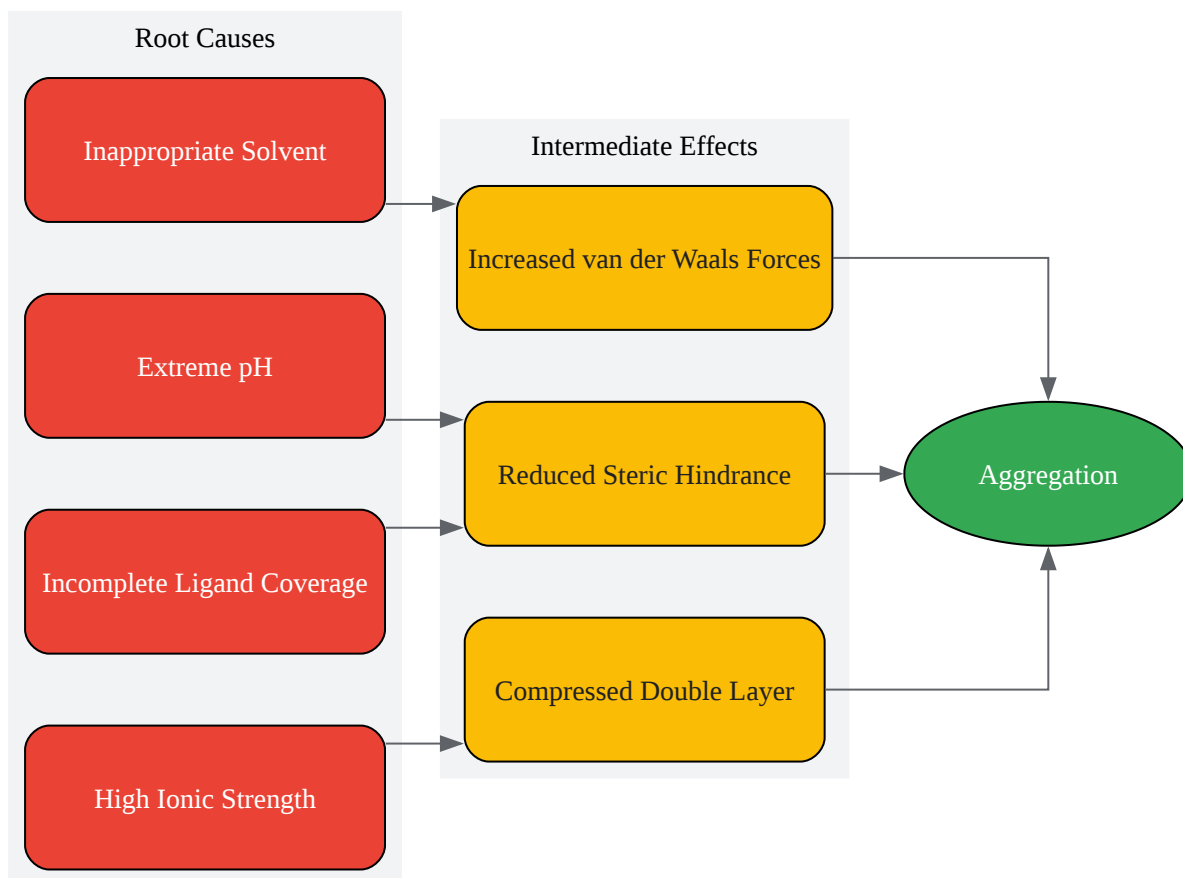 Root Causes
Inappropriate Solvent
Extreme pH
Incomplete Ligand Coverage
High Ionic Strength
Intermediate Effects
Increased van der Waals Forces
Reduced Steric Hindrance
Compressed Double Layer
Aggregation